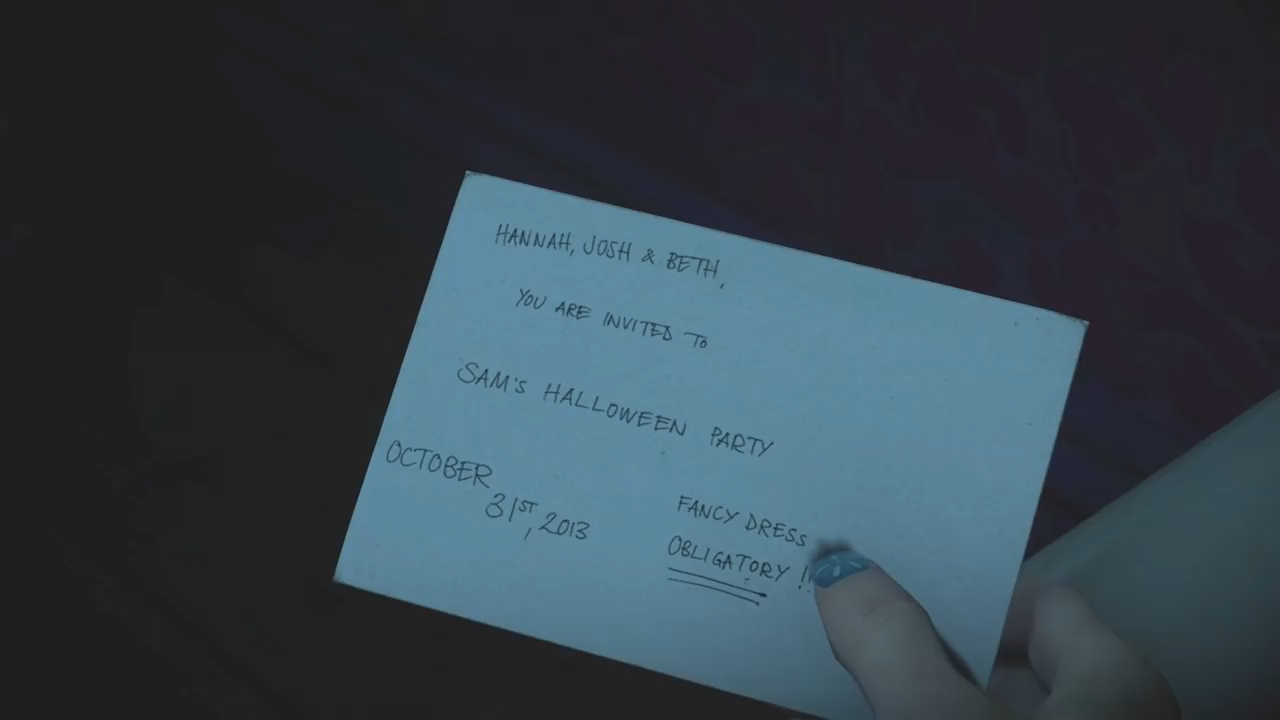 HANNAH, JOSH & BETH,
YOU ARE INVITED TO
SAM'S HALLOWEEN PARTY
OCTOBER
31ST, 2013
FANCY DRESS
OBLIGATORY !!